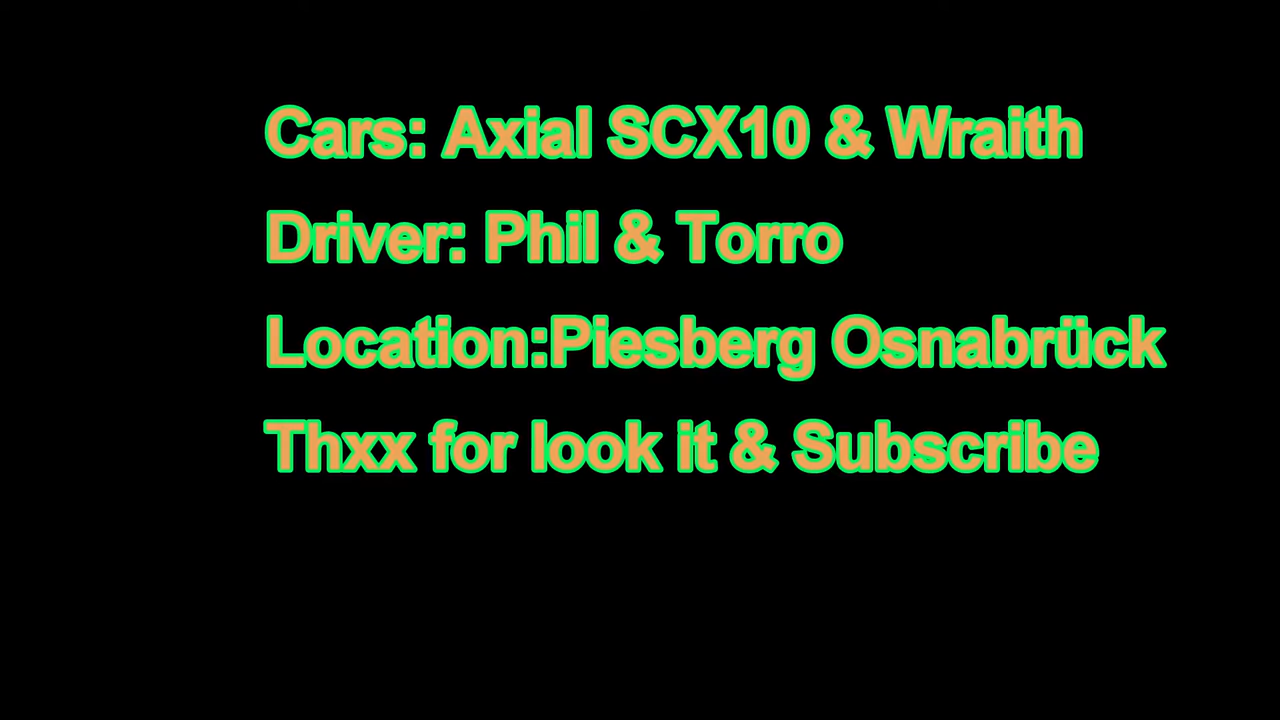 Cars: Axial SCX10 & Wraith
Driver: Phil & Torro
Location:Piesberg Osnabrück
Thxx for look it & Subscribe